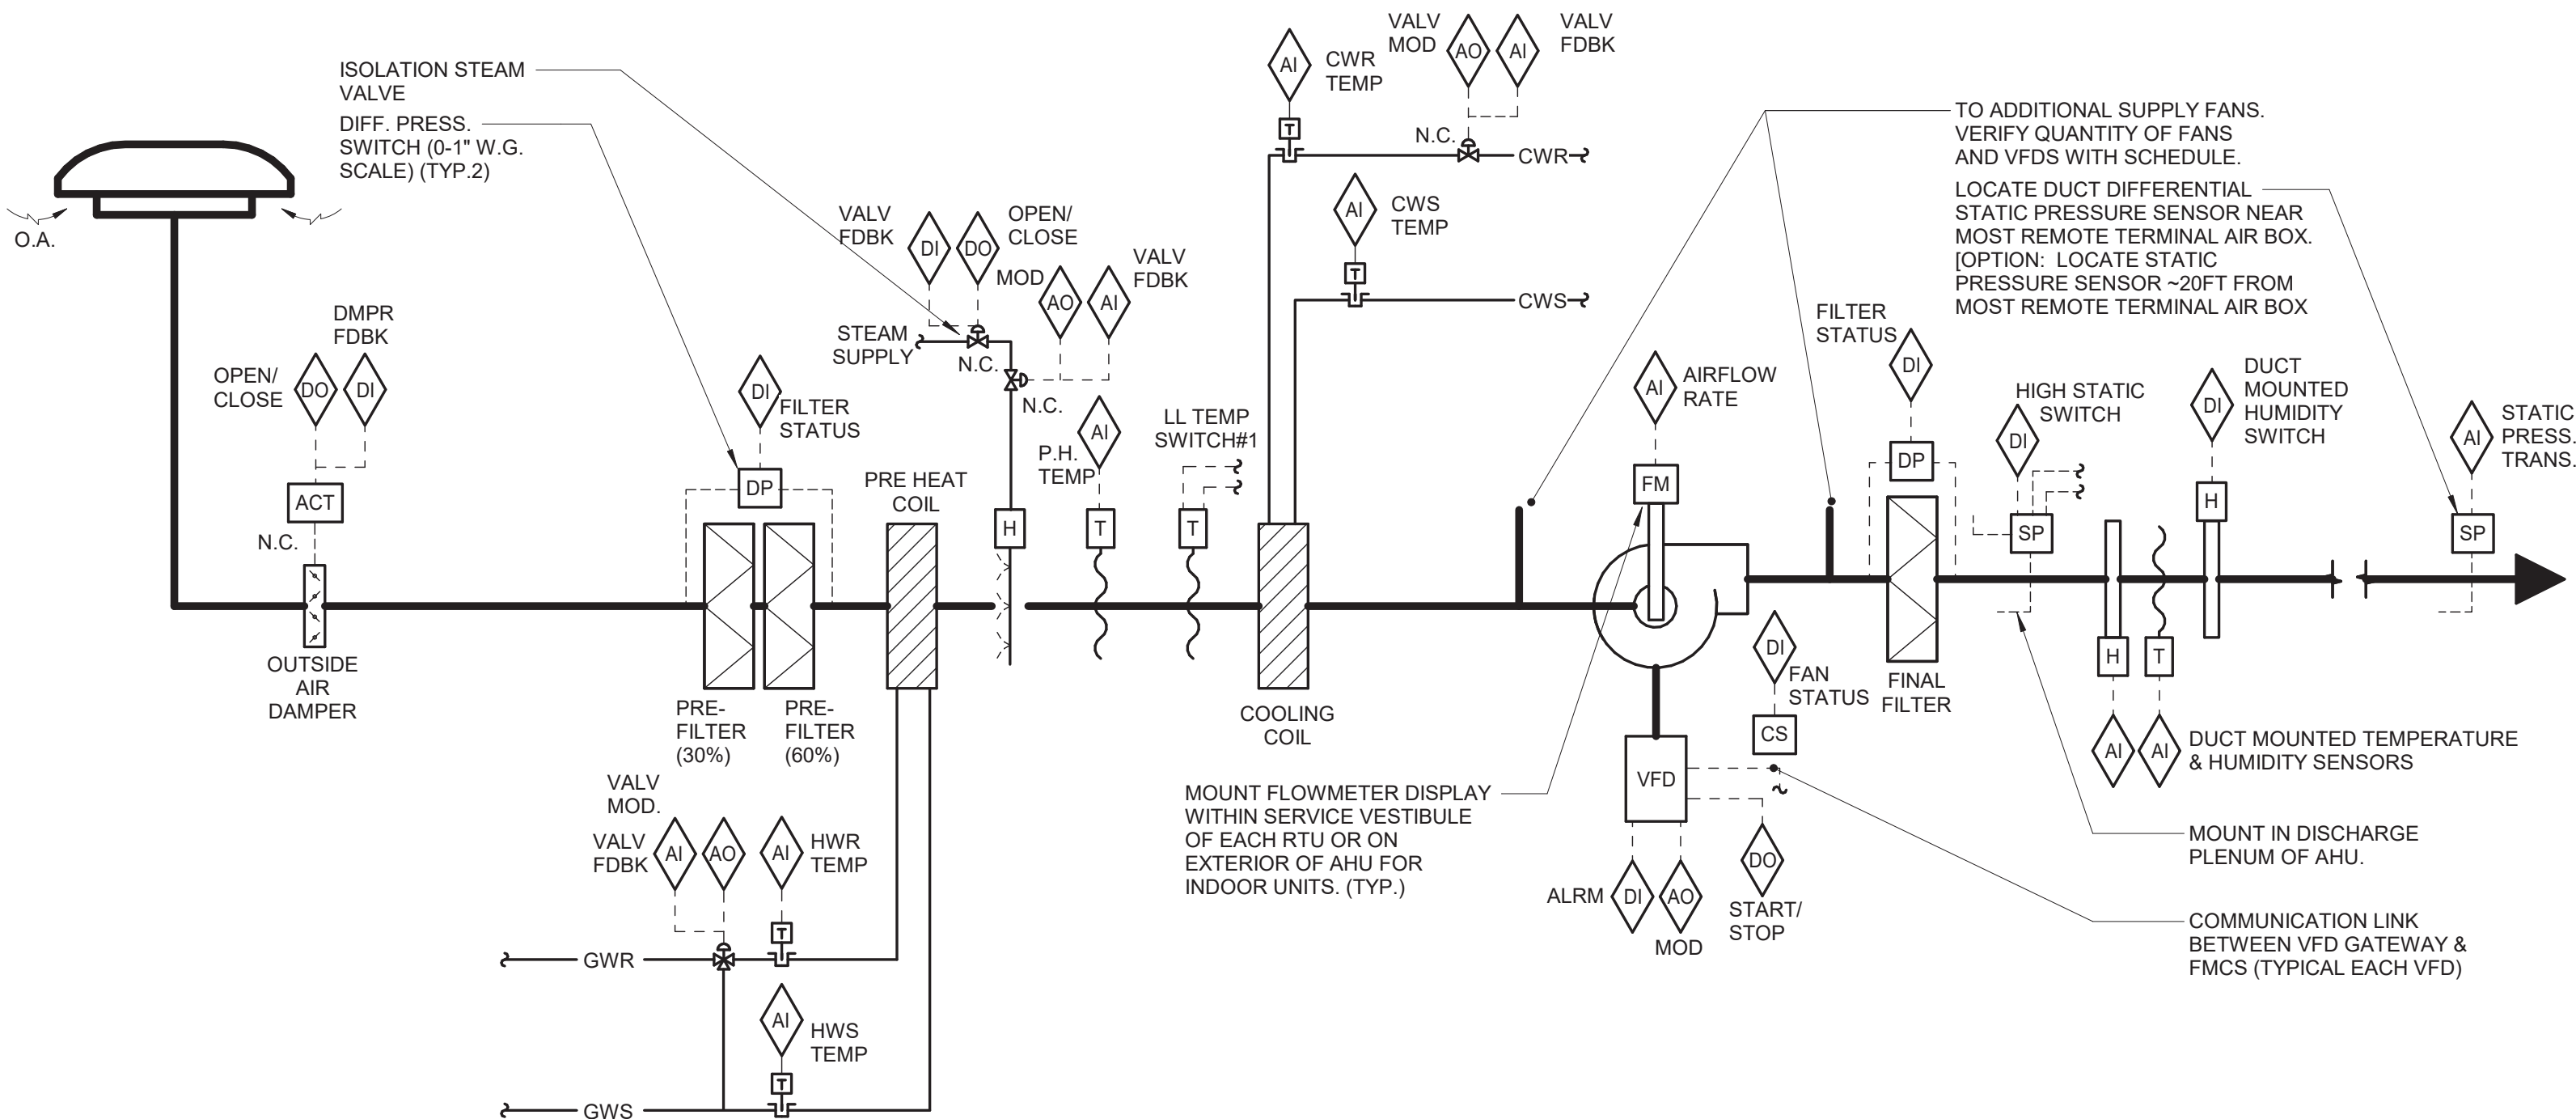 ISOLATION STEAM
VALVE
DIFF. PRESS.
SWITCH (0-1" W.G.
SCALE) (TYP.2)
O.A.
OPEN/
CLOSE
DO
DMPR
FDBK
DI
ACT
N.C.
OUTSIDE
AIR
DAMPER
DI
FILTER
STATUS
DP
PRE-
FILTER
(30%)
PRE-
FILTER
(60%)
PRE HEAT
COIL
VALV
FDBK
DI
DO
OPEN/
CLOSE
MOD
AO
AI
VALV
FDBK
STEAM
SUPPLY
N.C.
N.C.
H
P.H.
TEMP
AI
T
LL TEMP
SWITCH#1
T
AI
CWR
TEMP
T
VALV
MOD
AO
AI
VALV
FDBK
N.C.
CWR
AI
CWS
TEMP
T
CWS
COOLING
COIL
VALV
MOD.
VALV
FDBK
AI
AO
AI
HWR
TEMP
T
GWR
AI
HWS
TEMP
T
GWS
TO ADDITIONAL SUPPLY FANS.
VERIFY QUANTITY OF FANS
AND VFDS WITH SCHEDULE.
LOCATE DUCT DIFFERENTIAL
STATIC PRESSURE SENSOR NEAR
MOST REMOTE TERMINAL AIR BOX.
[OPTION: LOCATE STATIC
PRESSURE SENSOR ~20FT FROM
MOST REMOTE TERMINAL AIR BOX
AI
AIRFLOW
RATE
FM
MOUNT FLOWMETER DISPLAY
WITHIN SERVICE VESTIBULE
OF EACH RTU OR ON
EXTERIOR OF AHU FOR
INDOOR UNITS. (TYP.)
DI
FAN
STATUS
CS
VFD
ALRM
DI
AO
MOD
DO
START/
STOP
FILTER
STATUS
DI
DP
FINAL
FILTER
HIGH STATIC
SWITCH
DI
SP
DI
DUCT
MOUNTED
HUMIDITY
SWITCH
H
H
T
AI
AI
DUCT MOUNTED TEMPERATURE
& HUMIDITY SENSORS
AI
STATIC
PRESS.
TRANS.
SP
MOUNT IN DISCHARGE
PLENUM OF AHU.
COMMUNICATION LINK
BETWEEN VFD GATEWAY &
FMCS (TYPICAL EACH VFD)